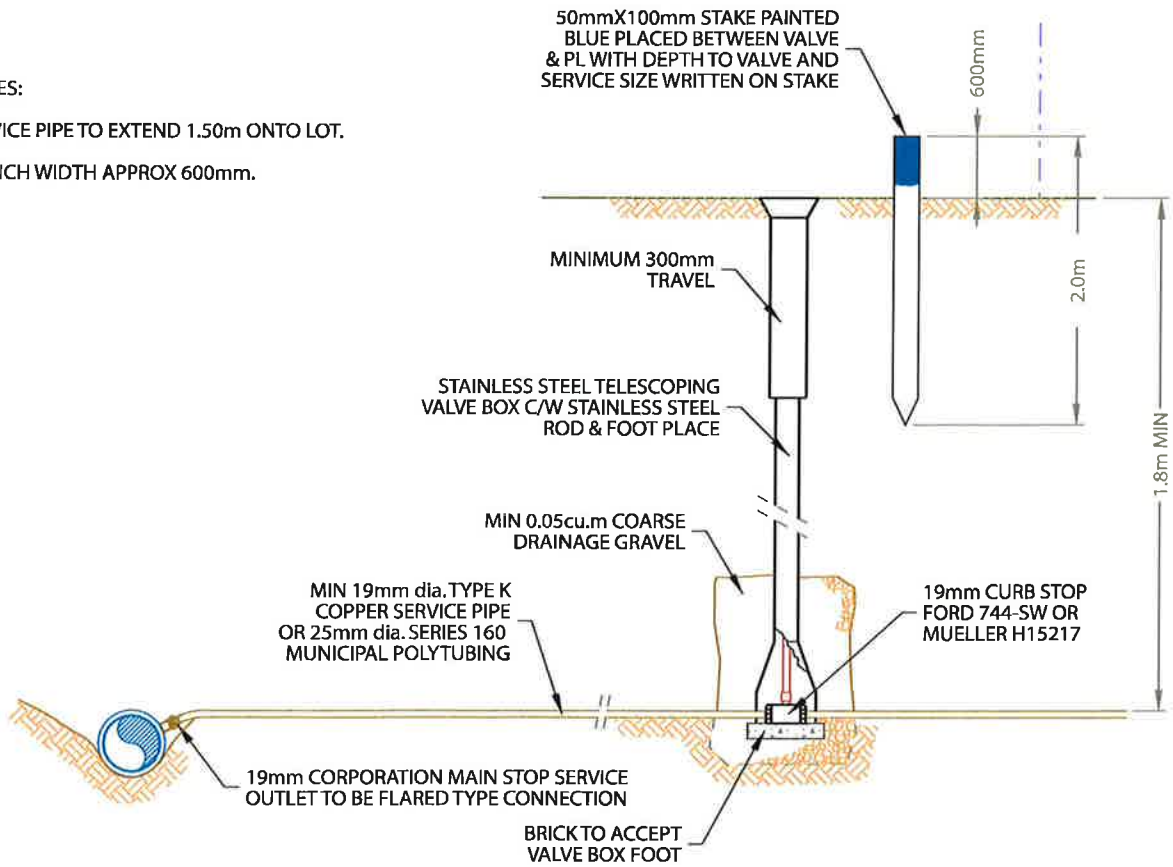 50mmX100mm STAKE PAINTED
BLUE PLACED BETWEEN VALVE
& PL WITH DEPTH TO VALVE AND
SERVICE SIZE WRITTEN ON STAKE
600mm
ES:
VICE PIPE TO EXTEND 1.50m ONTO LOT.
NCH WIDTH APPROX 600mm.
MINIMUM 300mm
TRAVEL
2.0m
1.8m MIN
STAINLESS STEEL TELESCOPING
VALVE BOX C/W STAINLESS STEEL
ROD & FOOT PLACE
MIN 0.05cu.m COARSE
DRAINAGE GRAVEL
MIN 19mm dia. TYPE K
COPPER SERVICE PIPE
OR 25mm dia. SERIES 160
MUNICIPAL POLYTUBING
19mm CURB STOP
FORD 744-SW OR
MUELLER H15217
19mm CORPORATION MAIN STOP SERVICE
OUTLET TO BE FLARED TYPE CONNECTION
BRICK TO ACCEPT
VALVE BOX FOOT